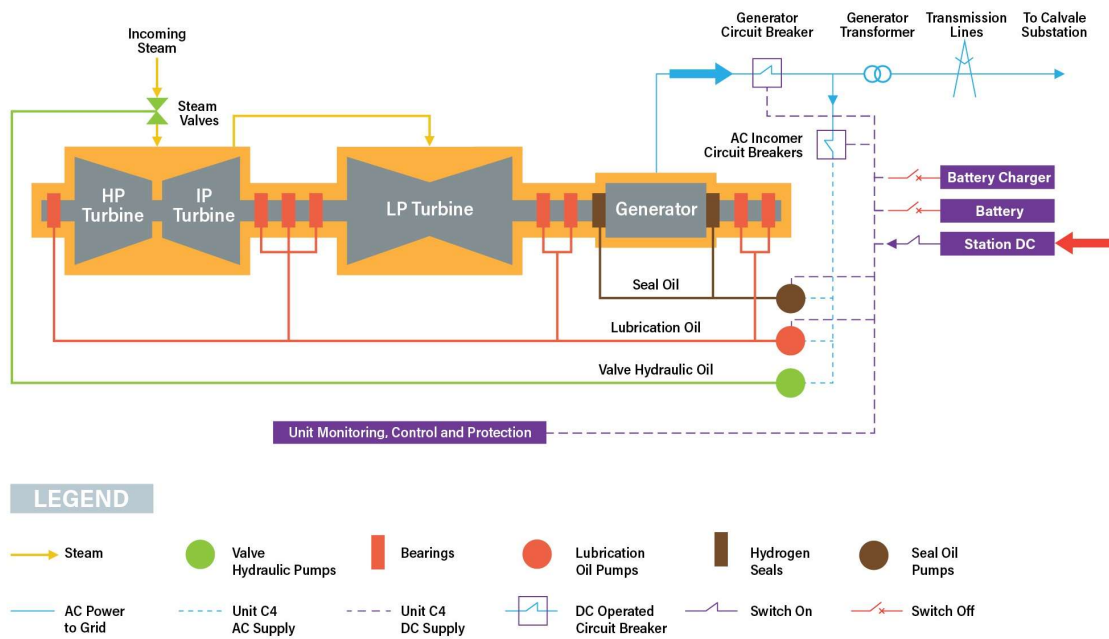 Generator
Circuit Breaker
Generator
Transformer
Transmission
Lines
To Calvale
Substation
Incoming
Steam
Steam
Valves
AC Incomer
Circuit Breakers
HP
Turbine
IP
Turbine
LP Turbine
Generator
Battery Charger
Battery
Station DC
Seal Oil
Lubrication Oil
Valve Hydraulic Oil
Unit Monitoring, Control and Protection
LEGEND
Steam
Valve
Hydraulic Pumps
Bearings
Lubrication
Oil Pumps
Hydrogen
Seals
Seal Oil
Pumps
AC Power
to Grid
Unit C4
AC Supply
Unit C4
DC Supply
DC Operated
Circuit Breaker
Switch On
Switch Off